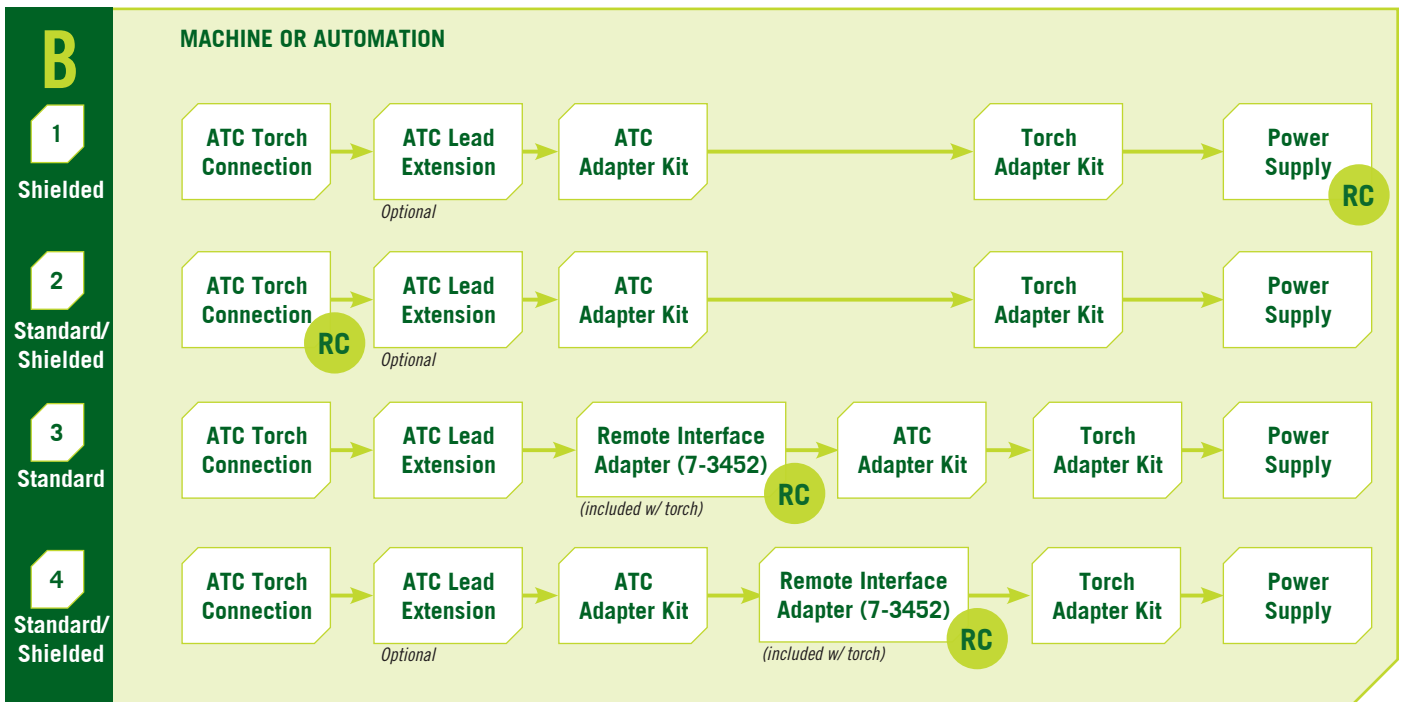 B
MACHINE OR AUTOMATION
1
Shielded
ATC Torch
Connection
ATC Lead
Extension
Optional
ATC
Adapter Kit
Torch
Adapter Kit
Power
Supply
RC
2
Standard/
Shielded
ATC Torch
Connection
RC
ATC Lead
Extension
Optional
ATC
Adapter Kit
Torch
Adapter Kit
Power
Supply
3
Standard
ATC Torch
Connection
ATC Lead
Extension
Remote Interface
Adapter (7-3452)
RC
(included w/ torch)
ATC
Adapter Kit
Torch
Adapter Kit
Power
Supply
4
Standard/
Shielded
ATC Torch
Connection
ATC Lead
Extension
Optional
ATC
Adapter Kit
Remote Interface
Adapter (7-3452)
RC
(included w/ torch)
Torch
Adapter Kit
Power
Supply